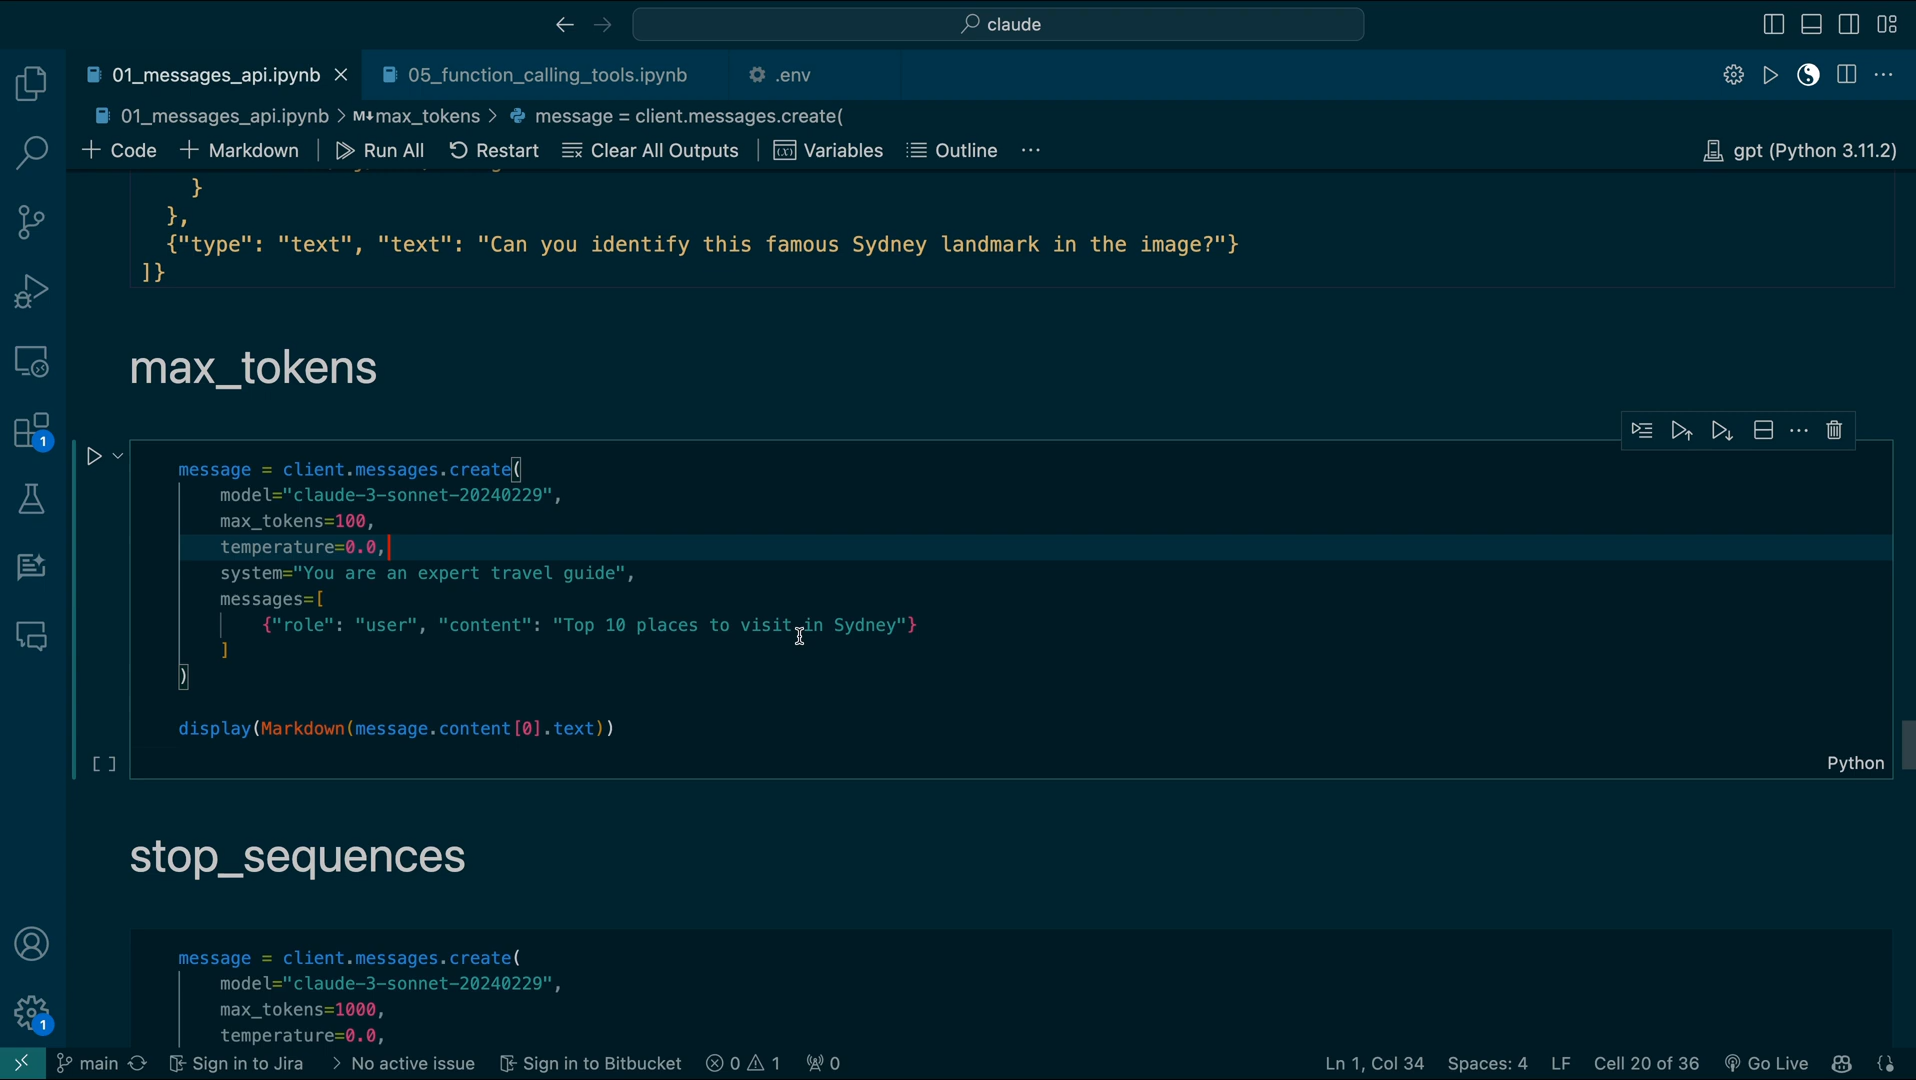 claude
01_messages_api.ipynb
05_function_calling_tools.ipynb
.env
01_messages_api.ipynb > M↓max_tokens > message = client.messages.create(
Code
Markdown
Run All
Restart
Clear All Outputs
Variables
Outline
gpt (Python 3.11.2)
}
},
{"type": "text", "text": "Can you identify this famous Sydney landmark in the image?"}
]}
max_tokens
message = client.messages.create(
model="claude-3-sonnet-20240229",
max_tokens=100,
temperature=0.0,
system="You are an expert travel guide",
messages=[
{"role": "user", "content": "Top 10 places to visit in Sydney"}
]
)
display(Markdown(message.content[0].text))
[ ]
Python
stop_sequences
message = client.messages.create(
model="claude-3-sonnet-20240229",
max_tokens=1000,
temperature=0.0,
1
1
main
Sign in to Jira
No active issue
Sign in to Bitbucket
0
1
0
Ln 1, Col 34
Spaces: 4
LF
Cell 20 of 36
Go Live